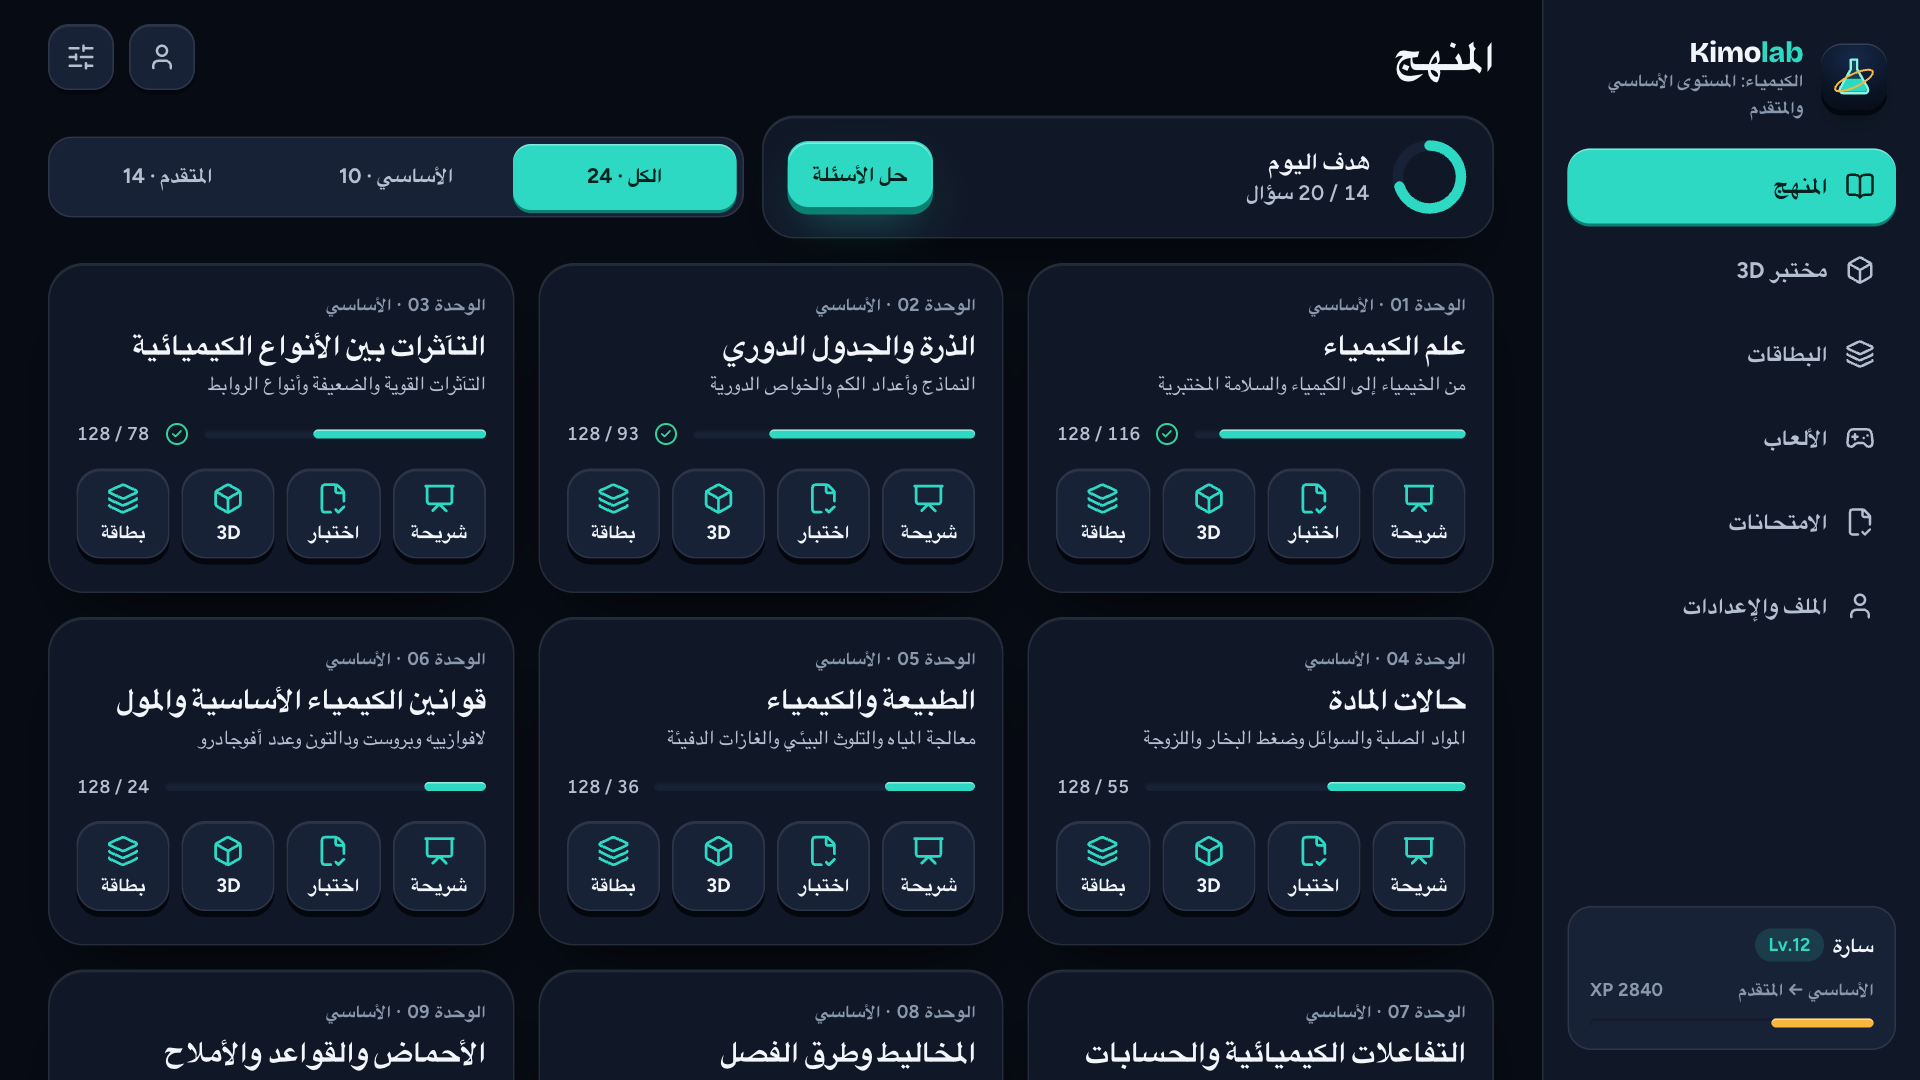 Kimolab
الكيمياء: المستوى الأساسي
والمتقدم
المنهج
مختبر 3D
البطاقات
الألعاب
الامتحانات
الملف والإعدادات
سارة Lv.12
الأساسي ← المتقدم XP 2840
المنهج
هدف اليوم
14 / 20 سؤال
حل الأسئلة
الكل · 24
الأساسي · 10
المتقدم · 14
الوحدة 01 · الأساسي
علم الكيمياء
من الخيمياء إلى الكيمياء والسلامة المختبرية
128 / 116
شريحة
اختبار
3D
بطاقة
الوحدة 02 · الأساسي
الذرة والجدول الدوري
النماذج وأعداد الكم والخواص الدورية
128 / 93
شريحة
اختبار
3D
بطاقة
الوحدة 03 · الأساسي
التآثرات بين الأنواع الكيميائية
التآثرات القوية والضعيفة وأنواع الروابط
128 / 78
شريحة
اختبار
3D
بطاقة
الوحدة 04 · الأساسي
حالات المادة
المواد الصلبة والسوائل وضغط البخار واللزوجة
128 / 55
شريحة
اختبار
3D
بطاقة
الوحدة 05 · الأساسي
الطبيعة والكيمياء
معالجة المياه والتلوث البيئي والغازات الدفيئة
128 / 36
شريحة
اختبار
3D
بطاقة
الوحدة 06 · الأساسي
قوانين الكيمياء الأساسية والمول
لافوازييه وبروست ودالتون وعدد أفوجادرو
128 / 24
شريحة
اختبار
3D
بطاقة
الوحدة 07 · الأساسي
التفاعلات الكيميائية والحسابات
الوحدة 08 · الأساسي
المخاليط وطرق الفصل
الوحدة 09 · الأساسي
الأحماض والقواعد والأملاح